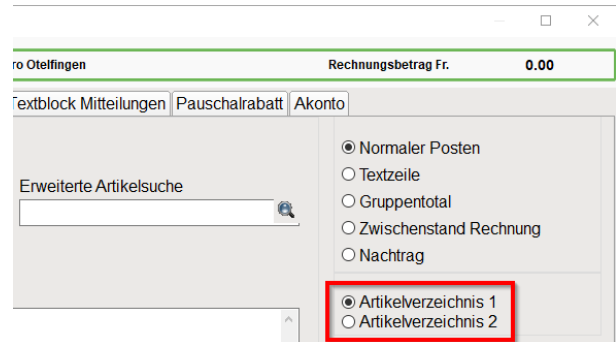 ro Otelfingen Rechnungsbetrag Fr. 0.00
Textblock Mitteilungen Pauschalrabatt Akonto
Normaler Posten
Textzeile
Erweiterte Artikelsuche
Gruppentotal
Zwischenstand Rechnung
Nachtrag
Artikelverzeichnis 1
Artikelverzeichnis 2